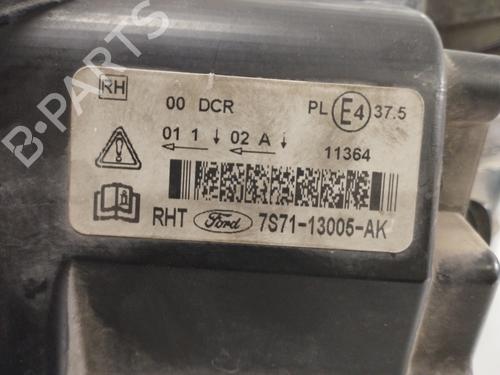 RH
00 DCR
PL E4 37.5
01 1 ↓ 02 A ↓
11364
RHT Ford 7S71-13005-AK
B-PARTS